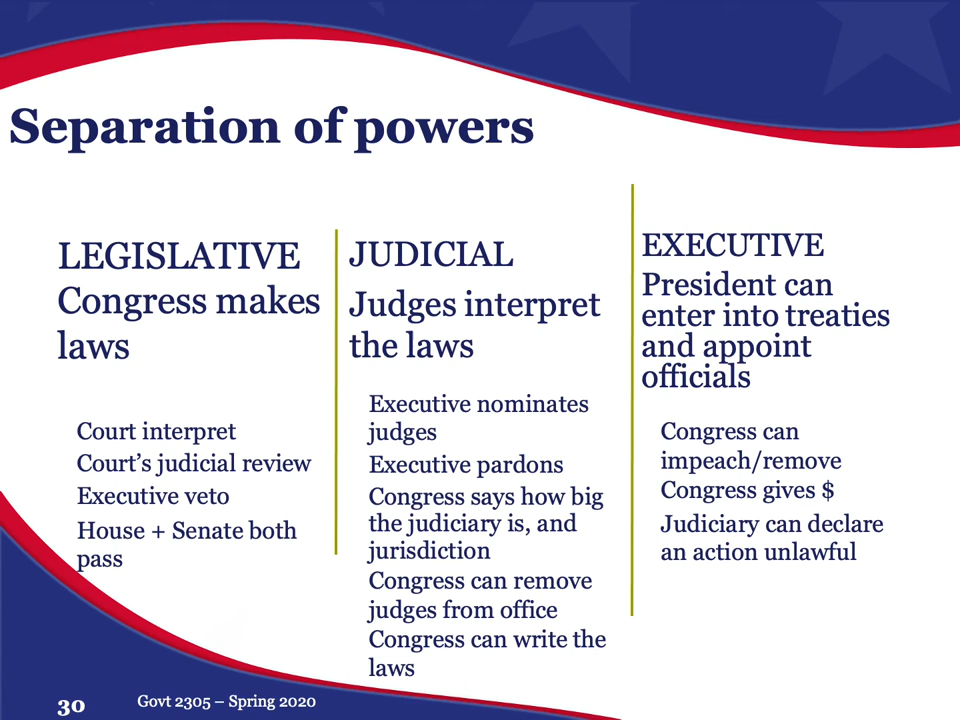 Separation of powers
LEGISLATIVE
Congress makes
laws
Court interpret
Court's judicial review
Executive veto
House + Senate both
pass
JUDICIAL
Judges interpret
the laws
Executive nominates
judges
Executive pardons
Congress says how big
the judiciary is, and
jurisdiction
Congress can remove
judges from office
Congress can write the
laws
EXECUTIVE
President can
enter into treaties
and appoint
officials
Congress can
impeach/remove
Congress gives $
Judiciary can declare
an action unlawful
30
Govt 2305 – Spring 2020